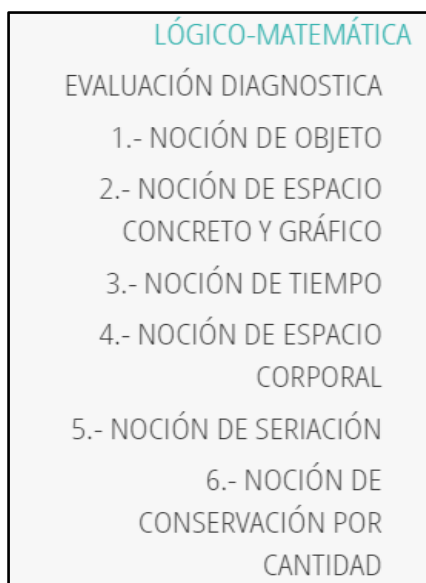 LÓGICO-MATEMÁTICA
EVALUACIÓN DIAGNOSTICA
1.- NOCIÓN DE OBJETO
2.- NOCIÓN DE ESPACIO
CONCRETO Y GRÁFICO
3.- NOCIÓN DE TIEMPO
4.- NOCIÓN DE ESPACIO
CORPORAL
5.- NOCIÓN DE SERIACIÓN
6.- NOCIÓN DE
CONSERVACIÓN POR
CANTIDAD